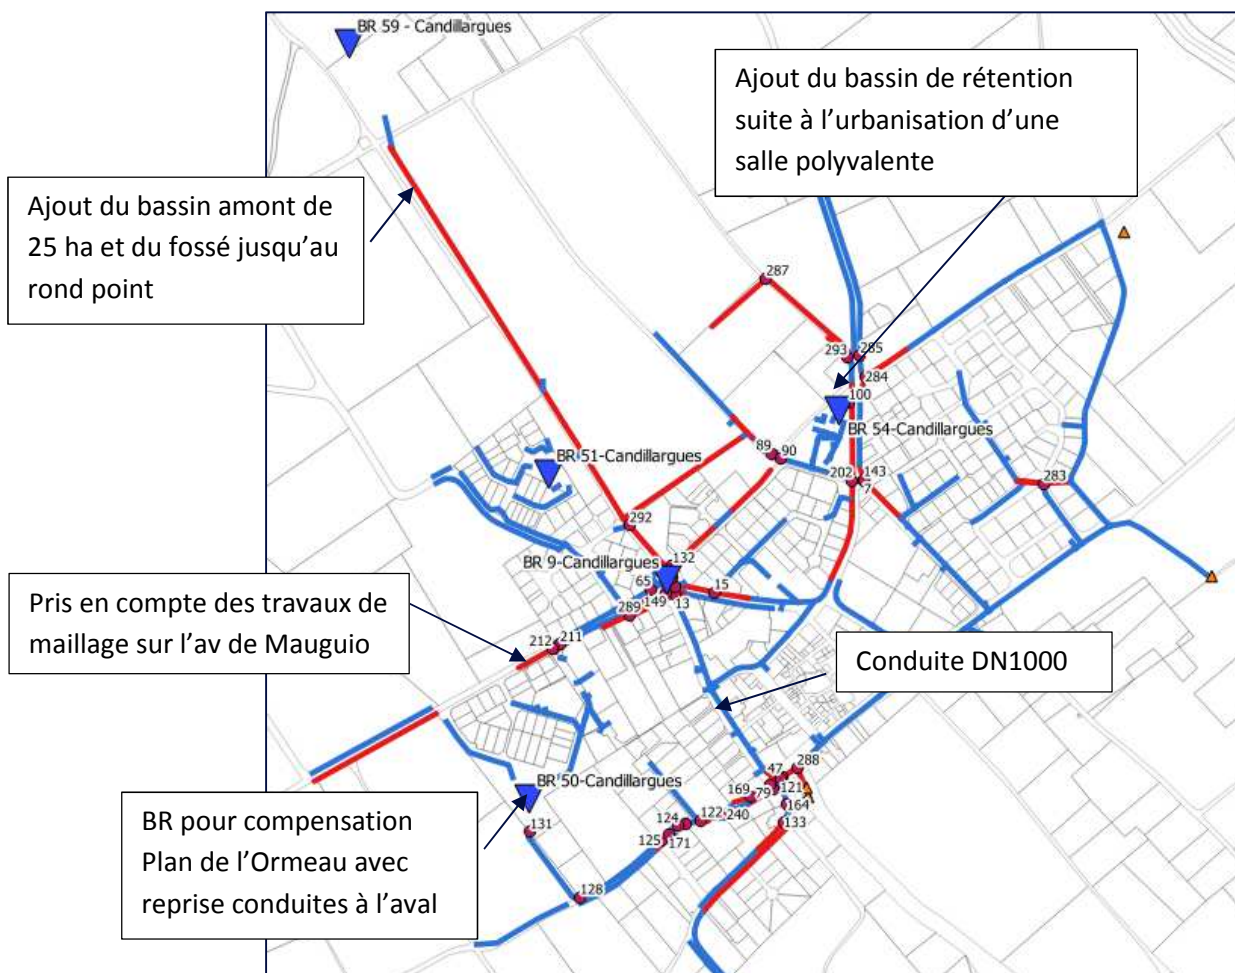 BR 59 - Candillargues
Ajout du bassin de rétention
suite à l'urbanisation d'une
salle polyvalente
Ajout du bassin amont de
25 ha et du fossé jusqu'au
rond point
287
293
285
284
100
BR 54-Candillargues
89
90
BR 51-Candillargues
202
143
7
283
292
132
BR 9-Candillargues
65
15
149
13
289
Pris en compte des travaux de
maillage sur l'av de Mauguio
212
211
Conduite DN1000
288
47
BR 50-Candillargues
169
79
121
164
BR pour compensation
Plan de l'Ormeau avec
reprise conduites à l'aval
131
124
122
240
133
125
171
128